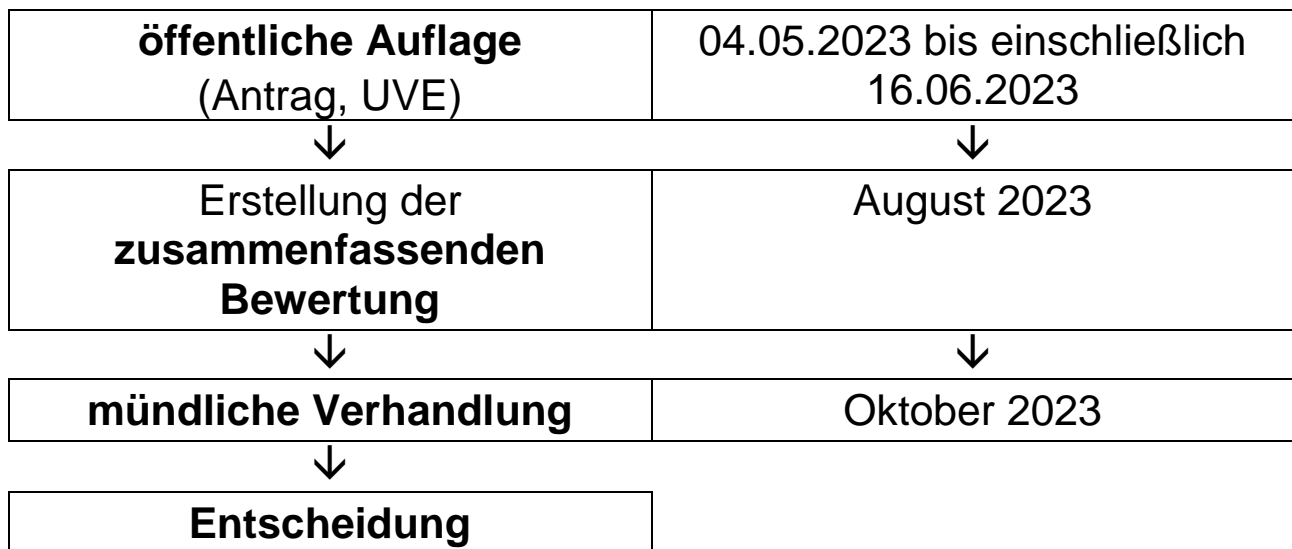 öffentliche Auflage
(Antrag, UVE)
04.05.2023 bis einschließlich
16.06.2023
Erstellung der
zusammenfassenden
Bewertung
August 2023
mündliche Verhandlung
Oktober 2023
Entscheidung